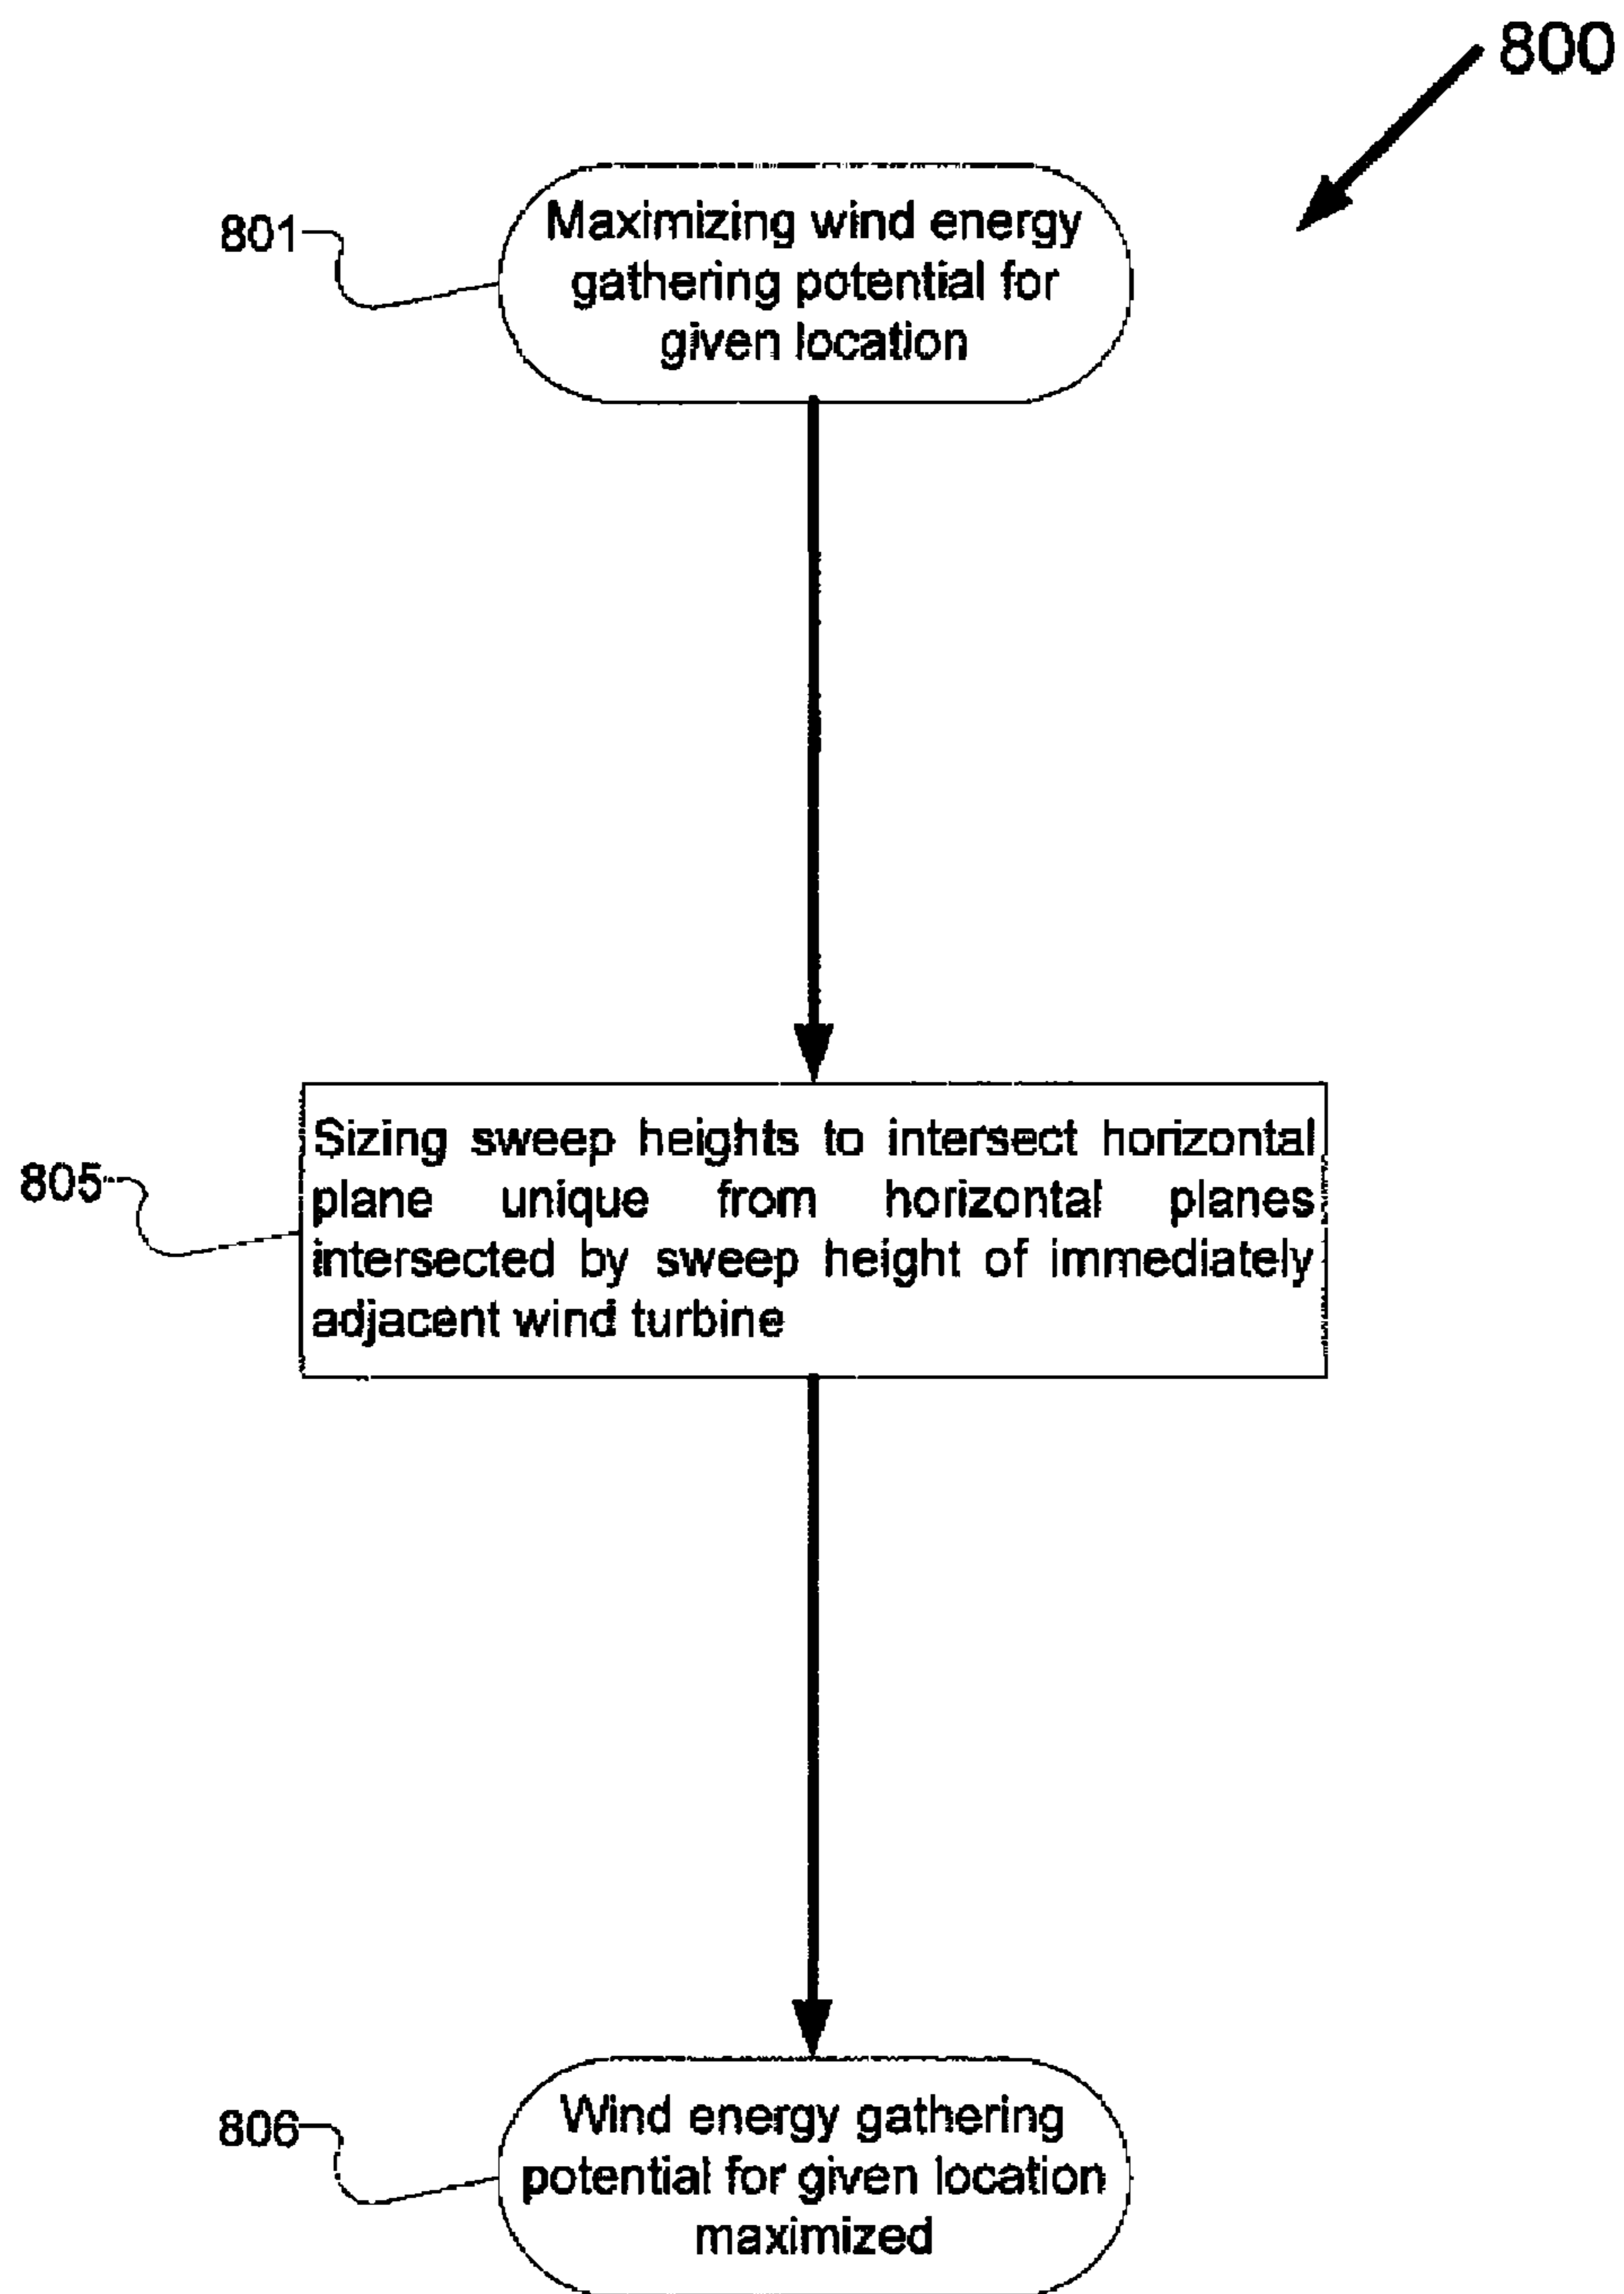 800
801
Maximizing wind energy
gathering potential for
given location
805
Sizing sweep heights to intersect horizontal
plane unique from horizontal planes
intersected by sweep height of immediately
adjacent wind turbine
806
Wind energy gathering
potential for given location
maximized